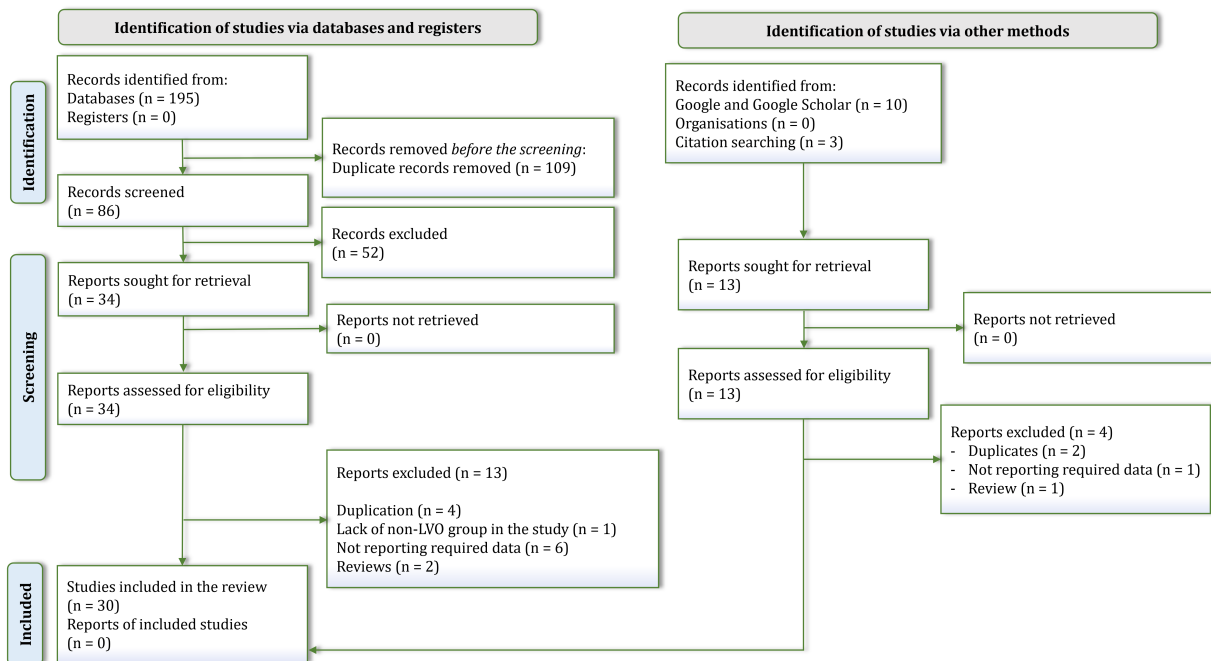 Identification of studies via databases and registers
Identification of studies via other methods
Identification
Records identified from:
Databases (n = 195)
Registers (n = 0)
Records removed before the screening:
Duplicate records removed (n = 109)
Records identified from:
Google and Google Scholar (n = 10)
Organisations (n = 0)
Citation searching (n = 3)
Records screened
(n = 86)
Records excluded
(n = 52)
Screening
Reports sought for retrieval
(n = 34)
Reports not retrieved
(n = 0)
Reports sought for retrieval
(n = 13)
Reports not retrieved
(n = 0)
Reports assessed for eligibility
(n = 34)
Reports assessed for eligibility
(n = 13)
Reports excluded (n = 13)
Duplication (n = 4)
Lack of non-LVO group in the study (n = 1)
Not reporting required data (n = 6)
Reviews (n = 2)
Reports excluded (n = 4)
- Duplicates (n = 2)
- Not reporting required data (n = 1)
- Review (n = 1)
Included
Studies included in the review
(n = 30)
Reports of included studies
(n = 0)